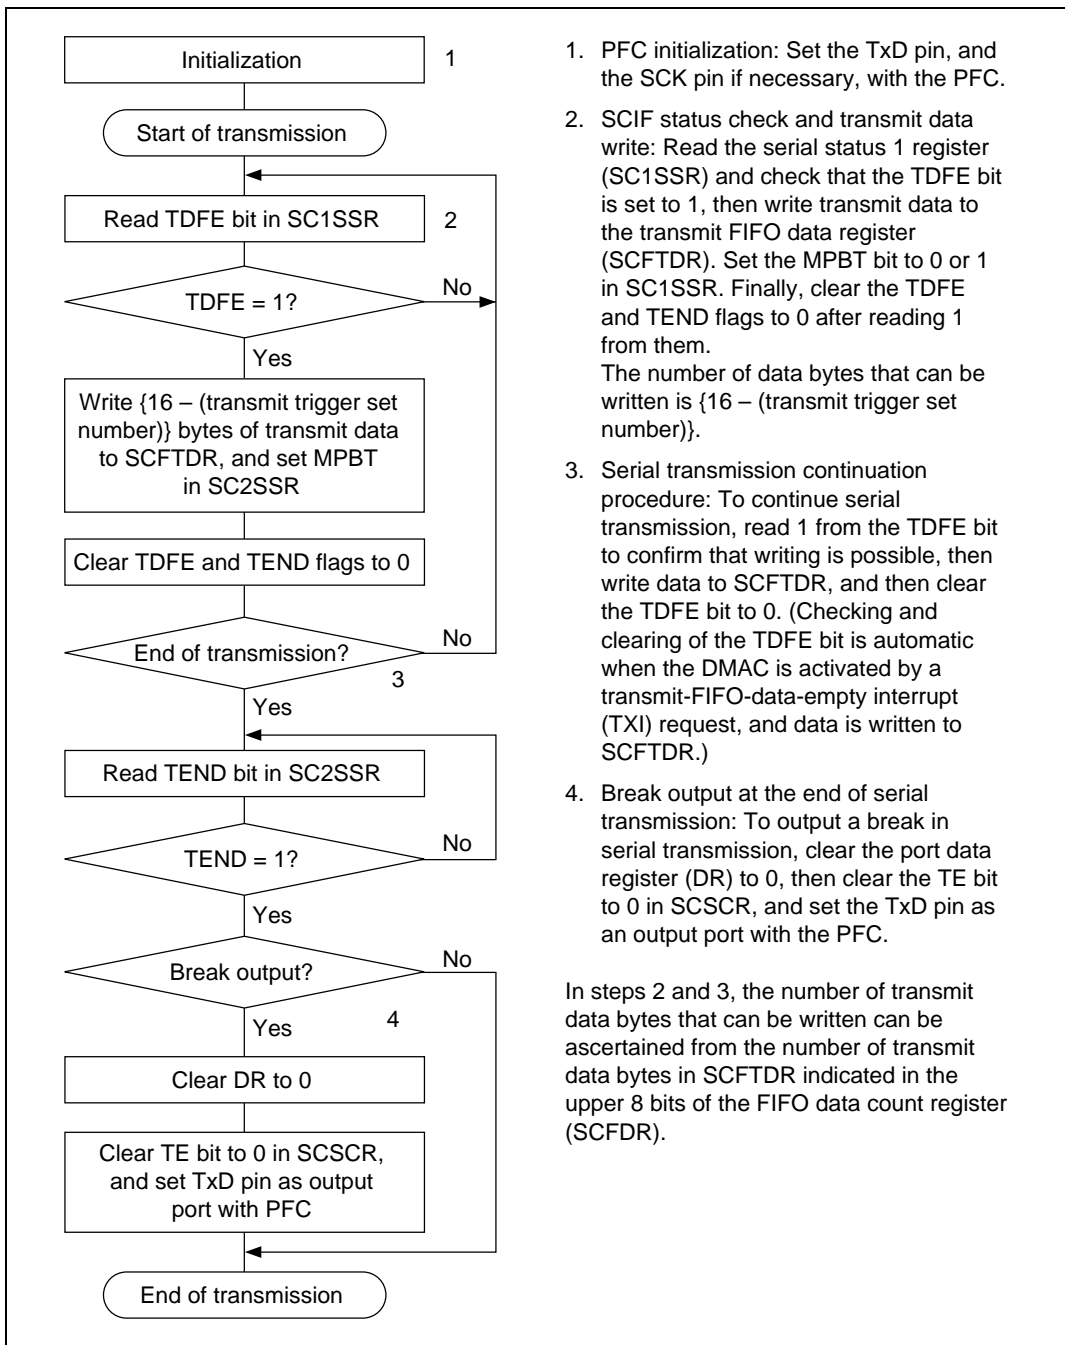 Initialization
1
Start of transmission
Read TDFE bit in SC1SSR
2
TDFE = 1?
No
Yes
Write {16 – (transmit trigger set
number)} bytes of transmit data
to SCFTDR, and set MPBT
in SC2SSR
Clear TDFE and TEND flags to 0
End of transmission?
No
3
Yes
Read TEND bit in SC2SSR
TEND = 1?
No
Yes
Break output?
No
4
Yes
Clear DR to 0
Clear TE bit to 0 in SCSCR,
and set TxD pin as output
port with PFC
End of transmission
1. PFC initialization: Set the TxD pin, and
the SCK pin if necessary, with the PFC.
2. SCIF status check and transmit data
write: Read the serial status 1 register
(SC1SSR) and check that the TDFE bit
is set to 1, then write transmit data to
the transmit FIFO data register
(SCFTDR). Set the MPBT bit to 0 or 1
in SC1SSR. Finally, clear the TDFE
and TEND flags to 0 after reading 1
from them.
The number of data bytes that can be
written is {16 – (transmit trigger set
number)}.
3. Serial transmission continuation
procedure: To continue serial
transmission, read 1 from the TDFE bit
to confirm that writing is possible, then
write data to SCFTDR, and then clear
the TDFE bit to 0. (Checking and
clearing of the TDFE bit is automatic
when the DMAC is activated by a
transmit-FIFO-data-empty interrupt
(TXI) request, and data is written to
SCFTDR.)
4. Break output at the end of serial
transmission: To output a break in
serial transmission, clear the port data
register (DR) to 0, then clear the TE bit
to 0 in SCSCR, and set the TxD pin as
an output port with the PFC.
In steps 2 and 3, the number of transmit
data bytes that can be written can be
ascertained from the number of transmit
data bytes in SCFTDR indicated in the
upper 8 bits of the FIFO data count register
(SCFDR).